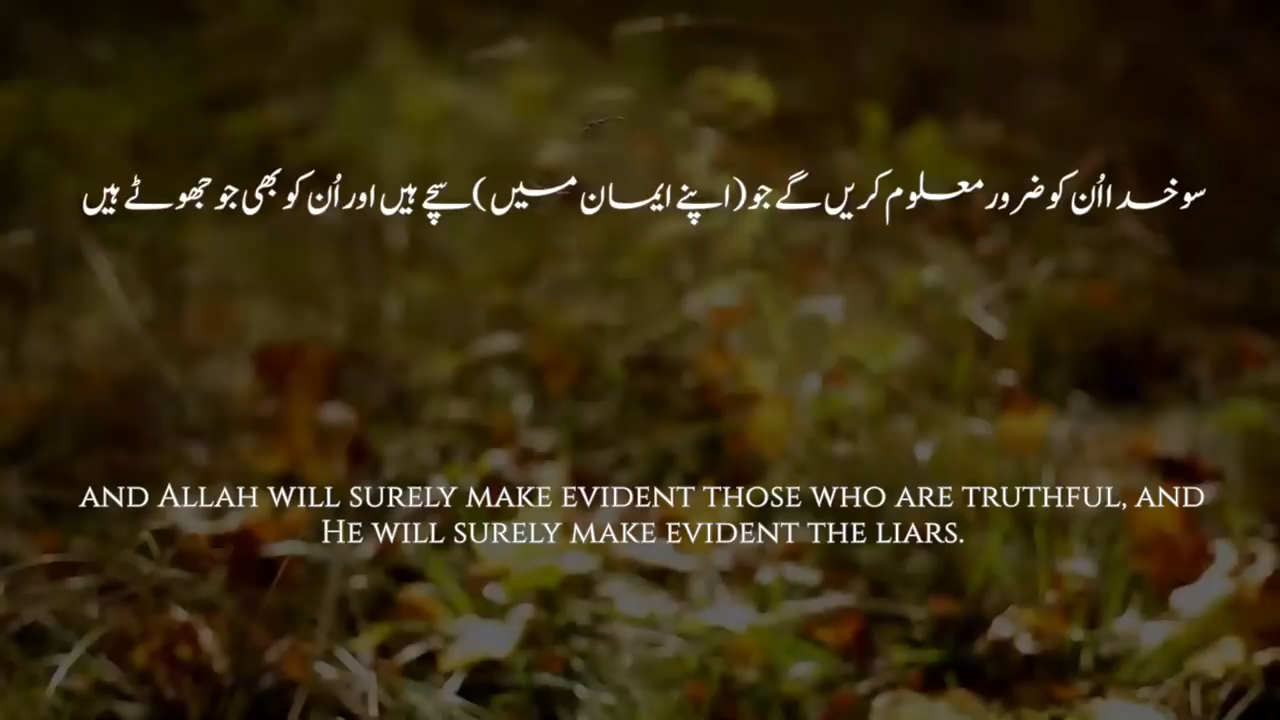 سو خدا اُن کو ضرور معلوم کریں گے جو (اپنے ایمان میں) سچے ہیں اور اُن کو بھی جو جھوٹے ہیں
and Allah will surely make evident those who are truthful, and
He will surely make evident the liars.